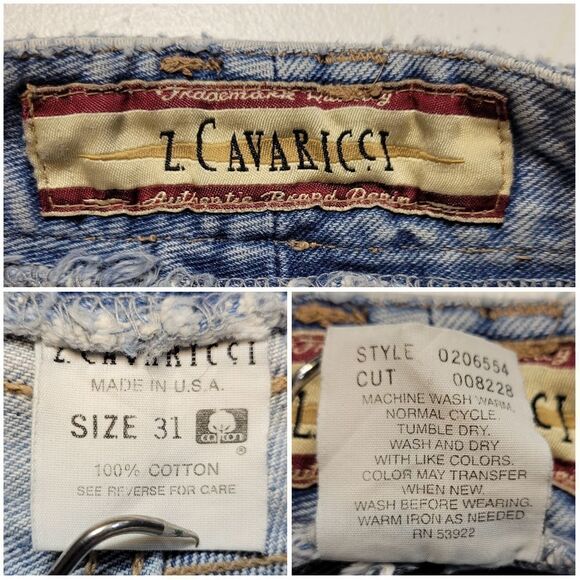 Trademark Quality
Z. CAVARICCI
Authentic Brand Denim
Z. CAVARICCI
MADE IN U.S.A.
SIZE 31
cotton
®
100% COTTON
SEE REVERSE FOR CARE
STYLE 0206554
CUT 008228
MACHINE WASH WARM,
NORMAL CYCLE.
TUMBLE DRY.
WASH AND DRY
WITH LIKE COLORS.
COLOR MAY TRANSFER
WHEN NEW.
WASH BEFORE WEARING.
WARM IRON AS NEEDED
RN 53922